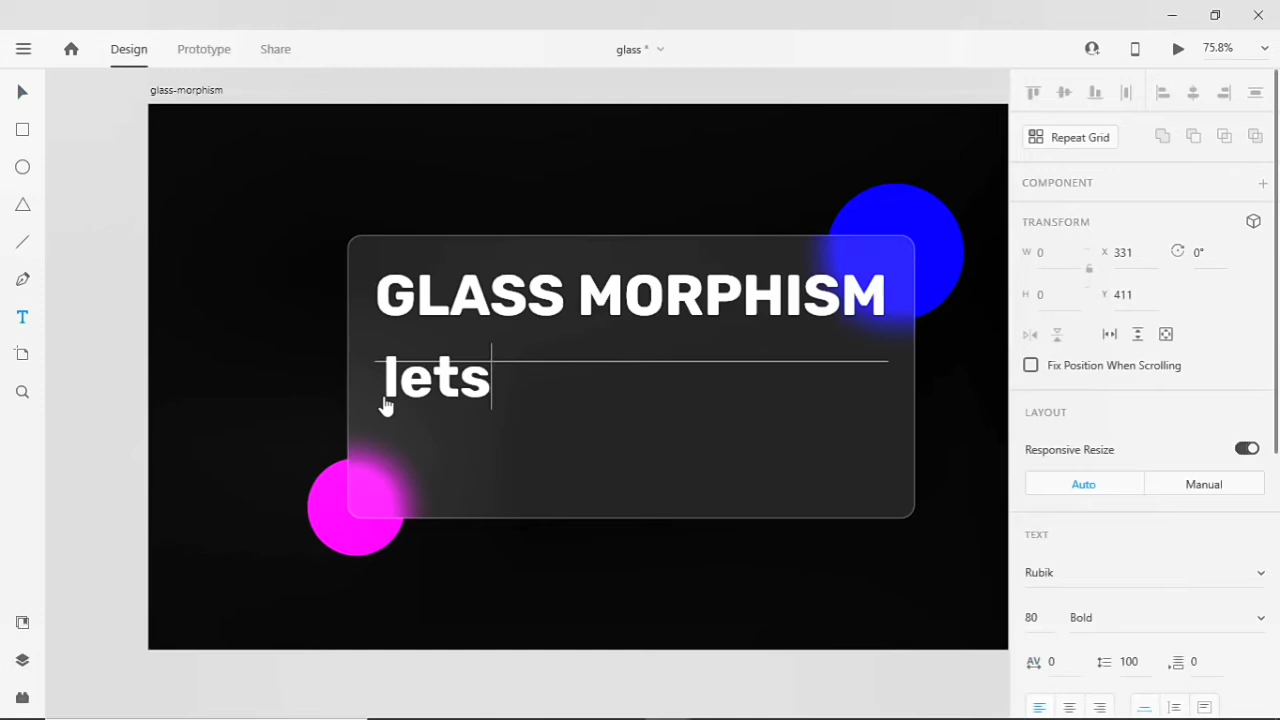 Design
Prototype
Share
glass *
75.8%
glass-morphism
GLASS MORPHISM
lets
Repeat Grid
COMPONENT
TRANSFORM
W 0 X 331 0°
H 0 Y 411
Fix Position When Scrolling
LAYOUT
Responsive Resize
Auto
Manual
TEXT
Rubik
80 Bold
AV 0 100 0